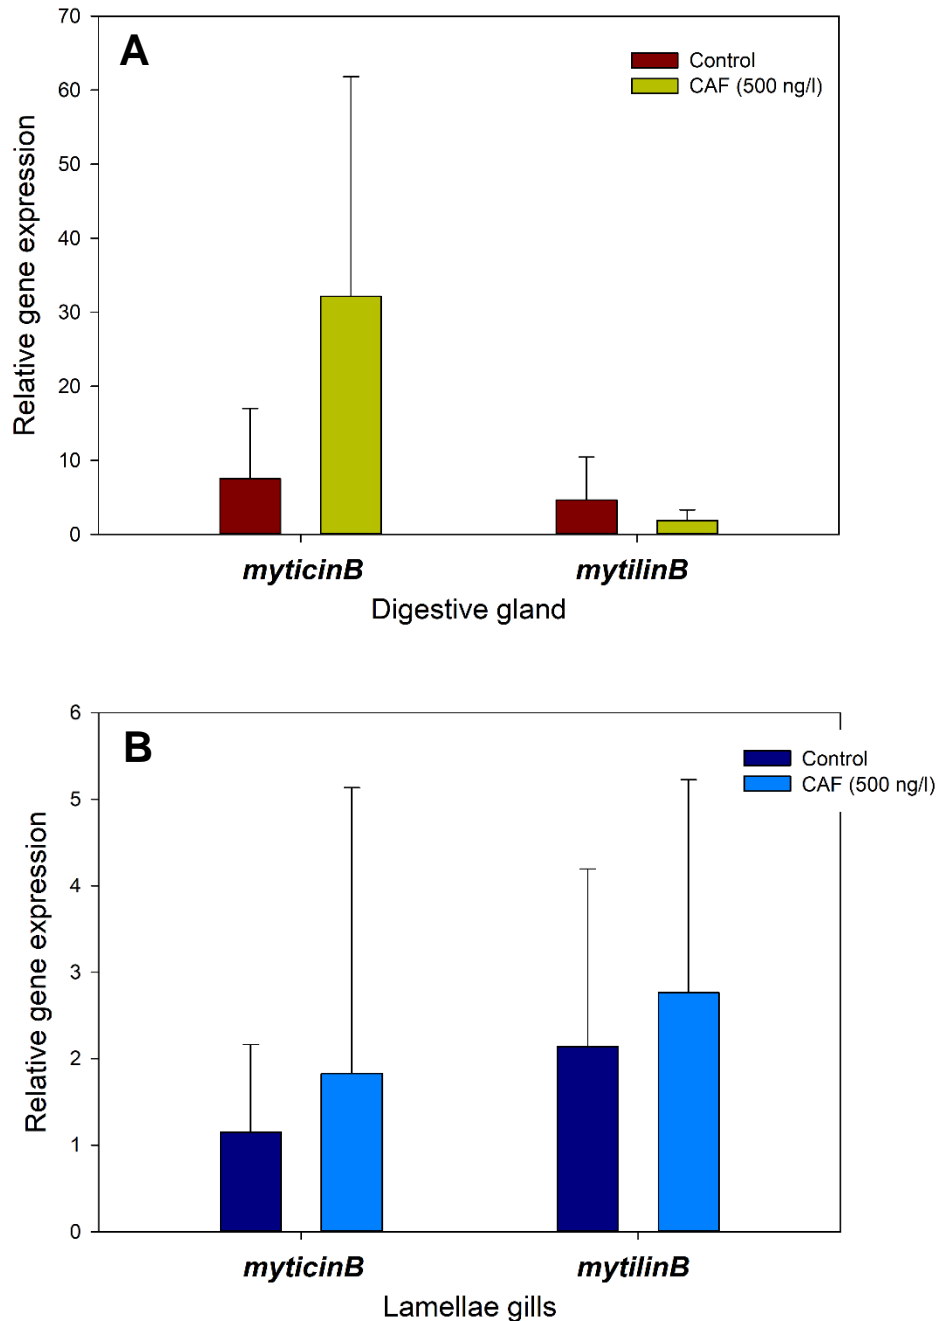 A
Control
CAF (500 ng/l)
Relative gene expression
70
60
50
40
30
20
10
0
myticinB mytilinB
Digestive gland
B
Control
CAF (500 ng/l)
Relative gene expression
6
5
4
3
2
1
0
myticinB mytilinB
Lamellae gills